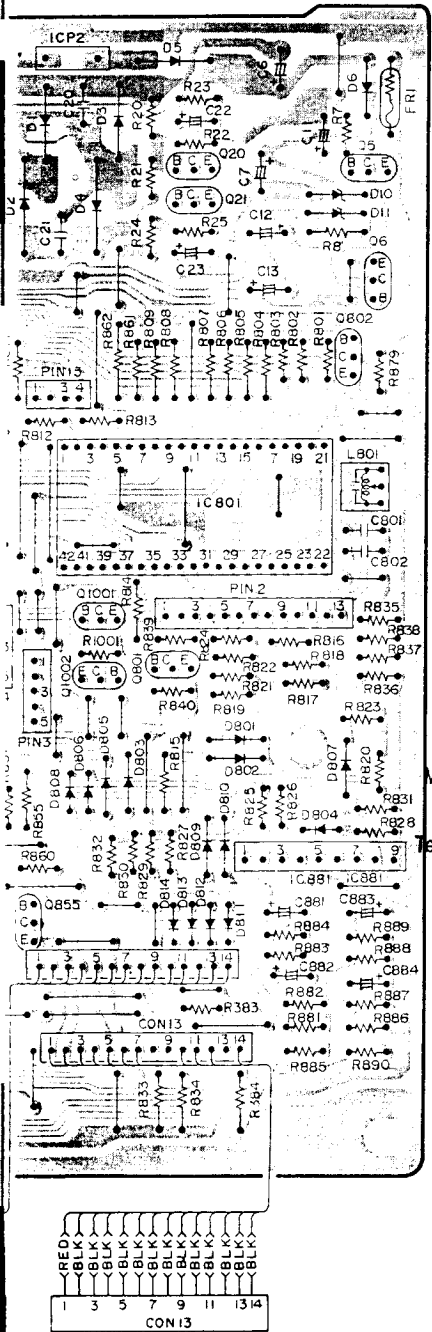 ICP2
D5
C6
C20
D3
R20
R23
C22
R22
B C E Q20
R21
B C E Q21
R24
R25
C23
D2
D4
C21
C7
C12
C13
C1
R7
D6
FR1
Q5
B C E
D10
D11
R8
Q6
E
C
B
R862
R861
R809
R808
R807
R806
R805
R804
R803
R802
R801
Q802
B
C
E
R879
PIN13
1 3 4
R812
R813
3 5 7 9 11 13 15 7 19 21
IC801
42 41 39 37 35 33 31 29 27 25 23 22
L801
C801
C802
Q1001
B C E
R814
R839
PIN2
1 3 5 7 9 11 13
R1001
Q1002
E C B
Q801
B C E
R824
R822
R821
R819
R840
R816
R818
R817
R835
R838
R837
R836
R823
1
3
5
PIN3
D808
D806
D805
D803
R815
D801
D802
D807
R820
R855
R860
R832
R830
R829
R827
D809
D810
R825
R826
D804
R831
R828
1 3 5 7 9
IC881 IC881
D814
D813
D812
D811
B
C
E
Q855
1 3 5 7 9 11 13 14
C881
R884
R883
C882
R882
R881
R885
C883
R889
R888
C884
R887
R886
R890
R383
CON13
1 3 5 7 9 11 13 14
R833
R834
R384
(RED)
(BLK)
(BLK)
(BLK)
(BLK)
(BLK)
(BLK)
(BLK)
(BLK)
(BLK)
(BLK)
(BLK)
(BLK)
(BLK)
1 3 5 7 9 11 13 14
CON13